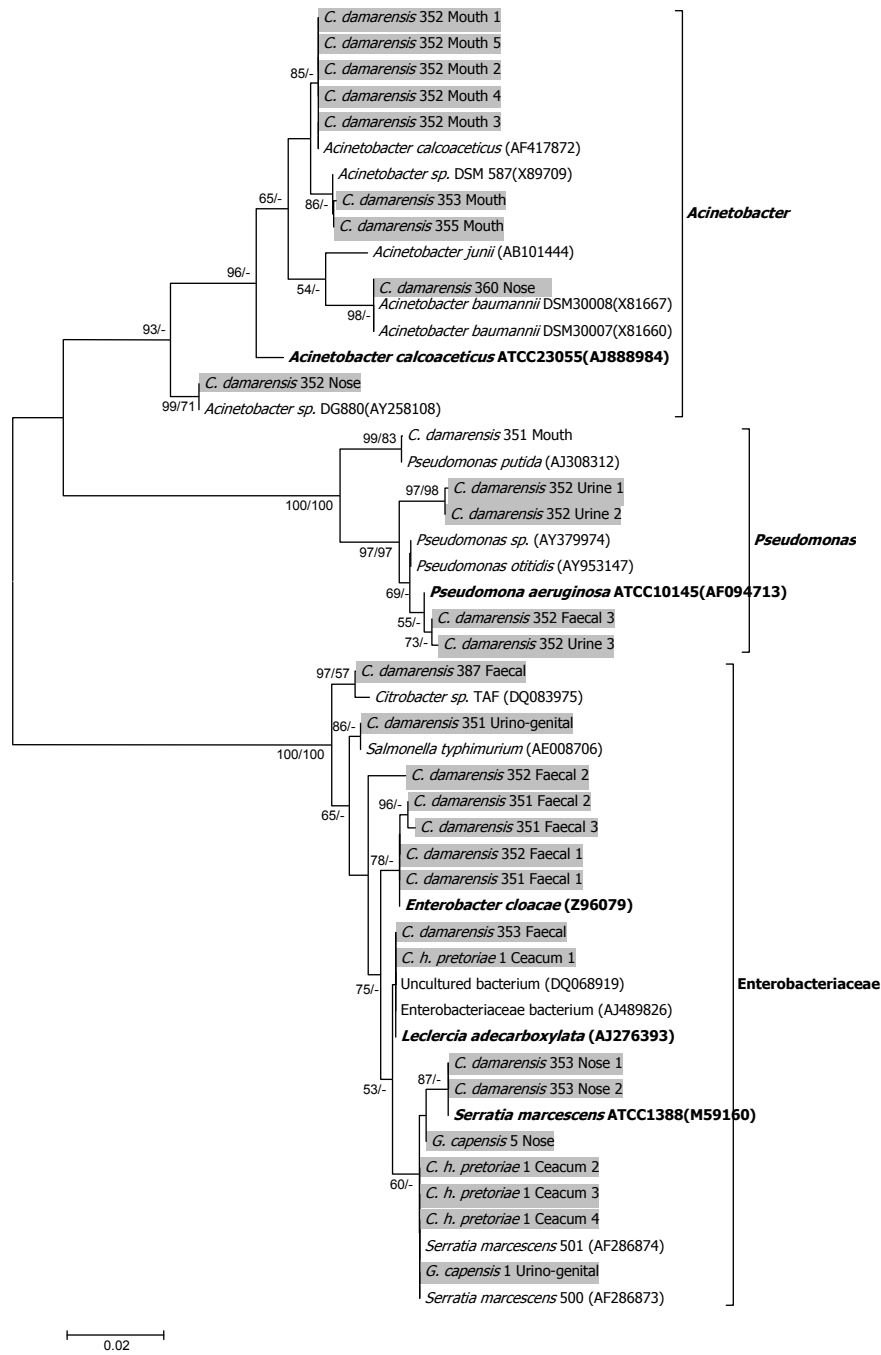 C. damarensis 352 Mouth 1
C. damarensis 352 Mouth 5
C. damarensis 352 Mouth 2
85/-
C. damarensis 352 Mouth 4
C. damarensis 352 Mouth 3
Acinetobacter calcoaceticus (AF417872)
Acinetobacter sp. DSM 587(X89709)
65/-
C. damarensis 353 Mouth
86/-
Acinetobacter
C. damarensis 355 Mouth
Acinetobacter junii (AB101444)
96/-
C. damarensis 360 Nose
54/-
Acinetobacter baumannii DSM30008(X81667)
98/-
Acinetobacter baumannii DSM30007(X81660)
93/-
Acinetobacter calcoaceticus ATCC23055(AJ888984)
C. damarensis 352 Nose
99/71
Acinetobacter sp. DG880(AY258108)
C. damarensis 351 Mouth
99/83
Pseudomonas putida (AJ308312)
97/98
C. damarensis 352 Urine 1
100/100
C. damarensis 352 Urine 2
Pseudomonas sp. (AY379974)
Pseudomonas
97/97
Pseudomonas otitidis (AY953147)
69/-
Pseudomona aeruginosa ATCC10145(AF094713)
55/-
C. damarensis 352 Faecal 3
73/-
C. damarensis 352 Urine 3
97/57
C. damarensis 387 Faecal
Citrobacter sp. TAF (DQ083975)
86/-
C. damarensis 351 Urino-genital
100/100
Salmonella typhimurium (AE008706)
C. damarensis 352 Faecal 2
96/-
C. damarensis 351 Faecal 2
65/-
C. damarensis 351 Faecal 3
C. damarensis 352 Faecal 1
78/-
C. damarensis 351 Faecal 1
Enterobacter cloacae (Z96079)
C. damarensis 353 Faecal
C. h. pretoriae 1 Ceacum 1
Uncultured bacterium (DQ068919)
Enterobacteriaceae
75/-
Enterobacteriaceae bacterium (AJ489826)
Leclercia adecarboxylata (AJ276393)
C. damarensis 353 Nose 1
87/-
53/-
C. damarensis 353 Nose 2
Serratia marcescens ATCC1388(M59160)
G. capensis 5 Nose
C. h. pretoriae 1 Ceacum 2
60/-
C. h. pretoriae 1 Ceacum 3
C. h. pretoriae 1 Ceacum 4
Serratia marcescens 501 (AF286874)
G. capensis 1 Urino-genital
Serratia marcescens 500 (AF286873)
0.02